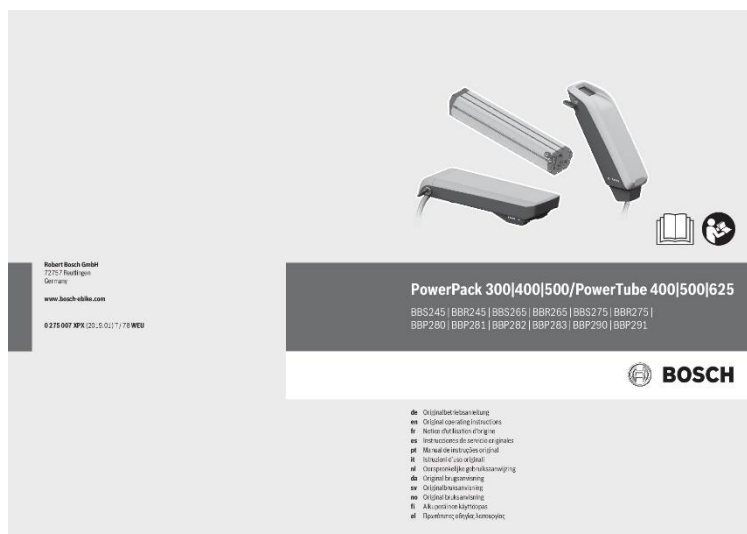 Robert Bosch GmbH
72757 Reutlingen
Germany
www.bosch-ebike.com
0 275 007 XPX (2019.01) T / 78 WEU
PowerPack 300|400|500/PowerTube 400|500|625
BBS245 | BBR245 | BBS265 | BBR265 | BBS275 | BBR275 |
BBP280 | BBP281 | BBP282 | BBP283 | BBP290 | BBP291
BOSCH
de Originalbetriebsanleitung
en Original operating instructions
fr Notice d'utilisation d'origine
es Instrucciones de servicio originales
pt Manual de instruções original
it Istruzioni d'uso originali
nl Oorspronkelijke gebruiksaanwijzing
da Original brugsanvisning
sv Originalbruksanvisning
no Original bruksanvisning
fi Alkuperäinen käyttöopas
el Πρωτότυπες οδηγίες λειτουργίας